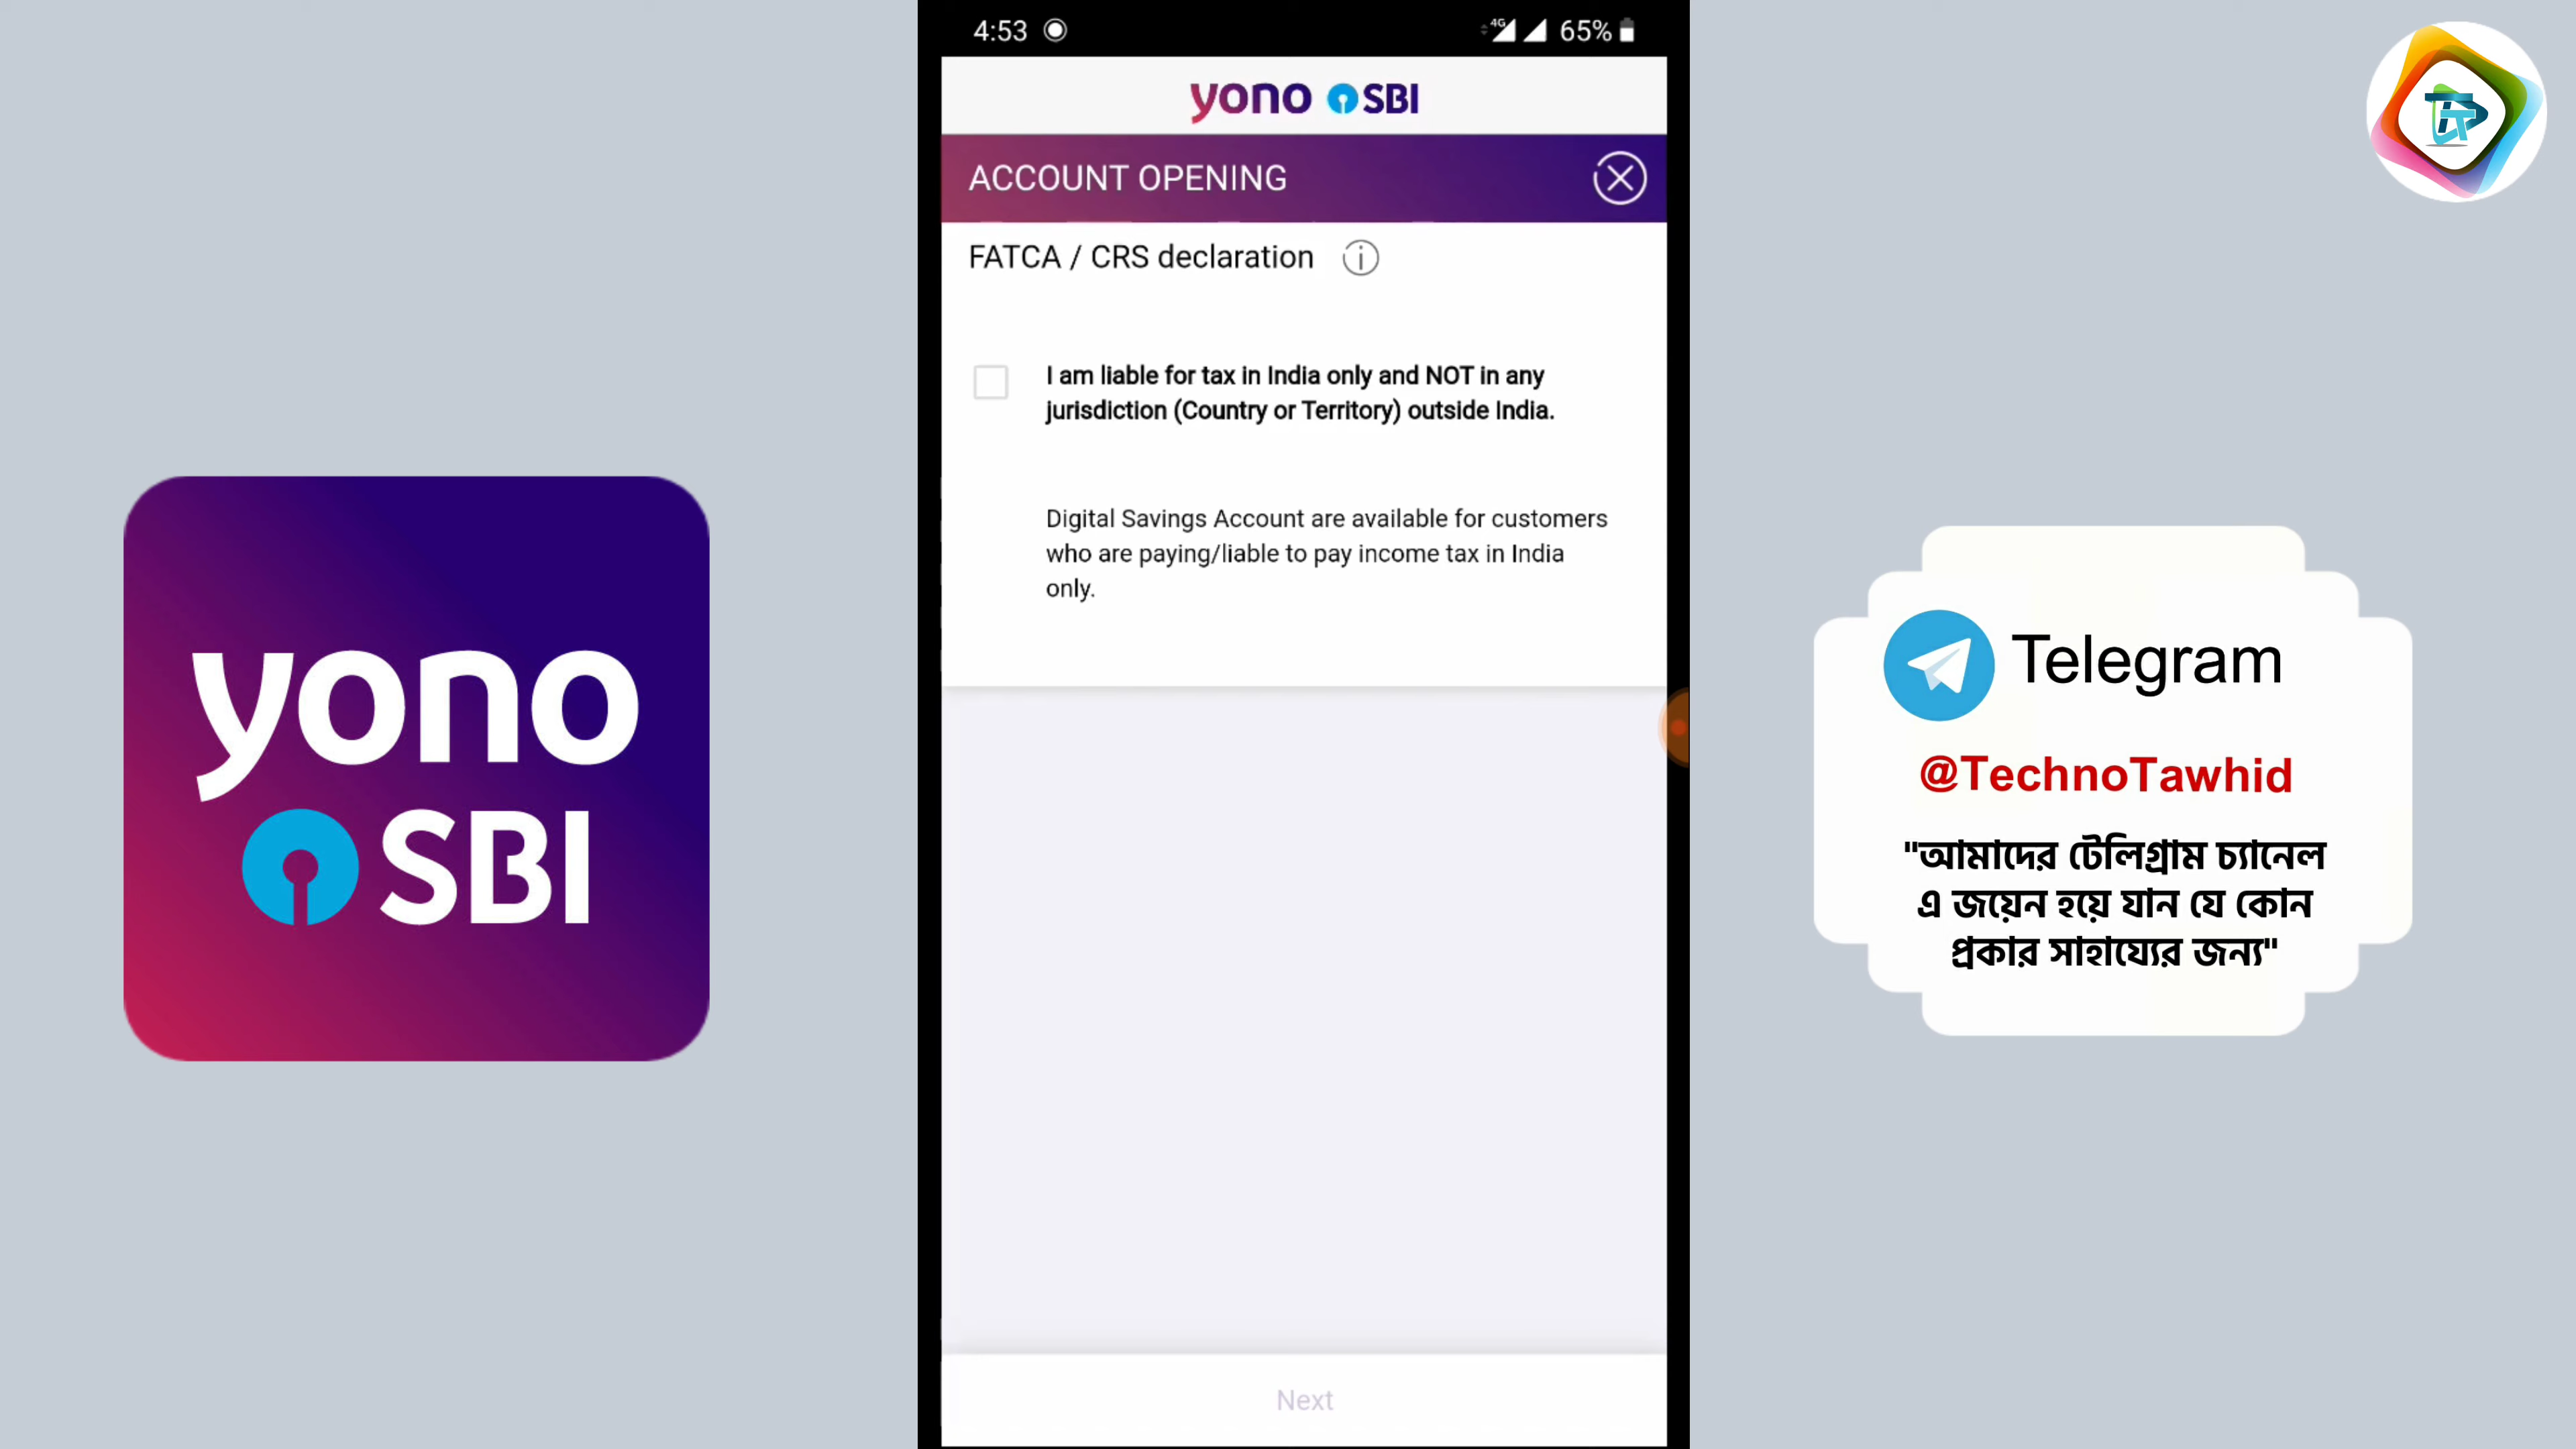 4:53
4G
65%
yono SBI
ACCOUNT OPENING
FATCA / CRS declaration
I am liable for tax in India only and NOT in any
jurisdiction (Country or Territory) outside India.
Digital Savings Account are available for customers
who are paying/liable to pay income tax in India
only.
Next
yono
SBI
Telegram
@TechnoTawhid
"আমাদের টেলিগ্রাম চ্যানেল
এ জয়েন হয়ে যান যে কোন
প্রকার সাহায্যের জন্য"